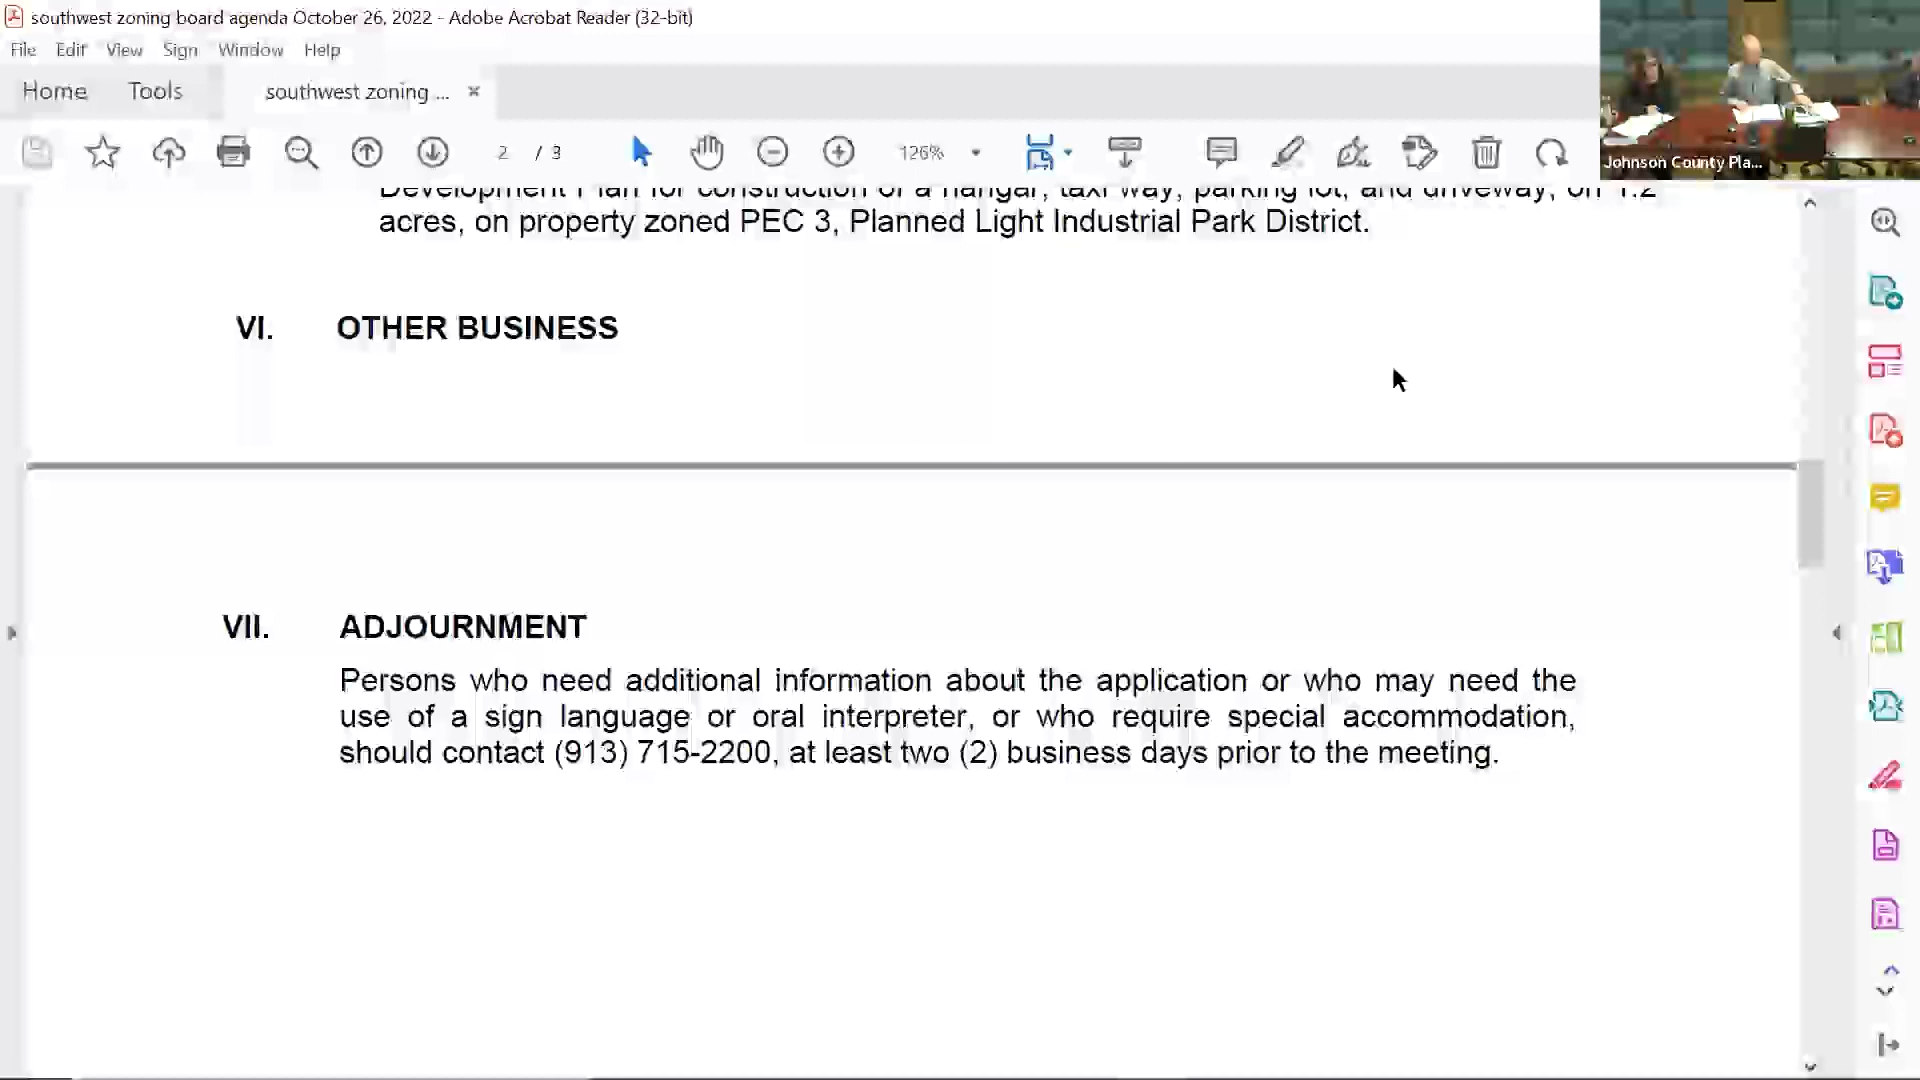 southwest zoning board agenda October 26, 2022 - Adobe Acrobat Reader (32-bit)
File Edit View Sign Window Help
Home Tools southwest zoning ...
2 / 3 126%
Johnson County Pla...
Development Plan for construction of a hangar, taxi way, parking lot, and driveway, on 1.2
acres, on property zoned PEC 3, Planned Light Industrial Park District.
VI. OTHER BUSINESS
VII. ADJOURNMENT
Persons who need additional information about the application or who may need the
use of a sign language or oral interpreter, or who require special accommodation,
should contact (913) 715-2200, at least two (2) business days prior to the meeting.